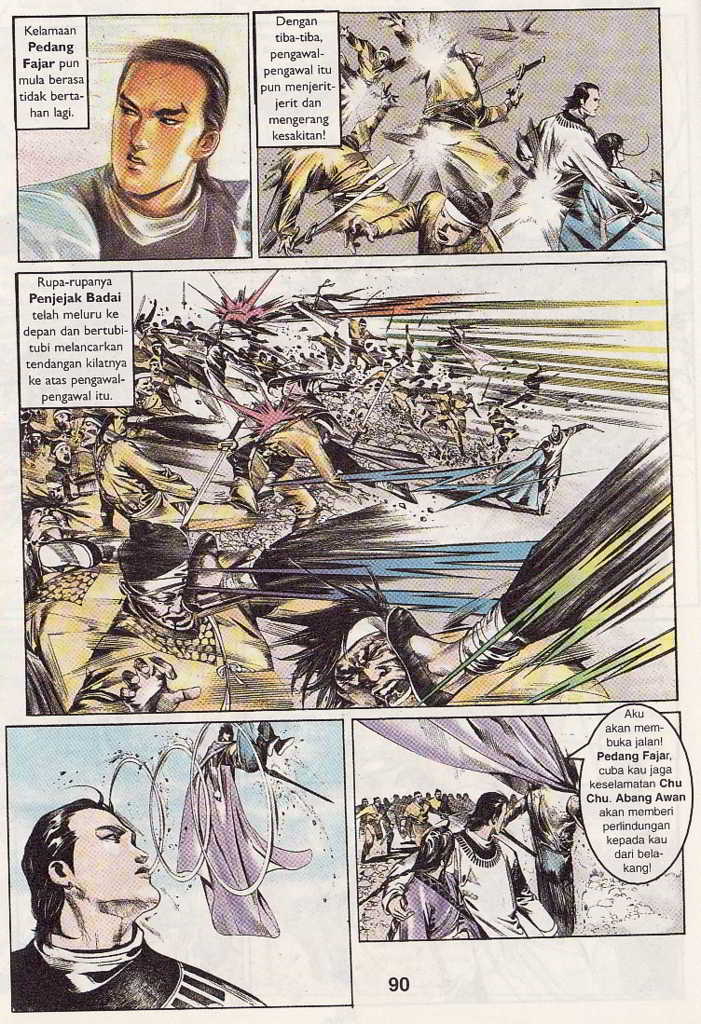 Kelamaan
Pedang
Fajar pun
mula berasa
tidak berta-
han lagi.
Dengan
tiba-tiba,
pengawal-
pengawal itu
pun menjerit-
jerit dan
mengerang
kesakitan!
Rupa-rupanya
Penjejak Badai
telah meluru ke
depan dan bertubi-
tubi melancarkan
tendangan kilatnya
ke atas pengawal-
pengawal itu.
Aku
akan mem-
buka jalan!
Pedang Fajar,
cuba kau jaga
keselamatan Chu
Chu. Abang Awan
akan memberi
perlindungan
kepada kau
dari bela-
kang!
90